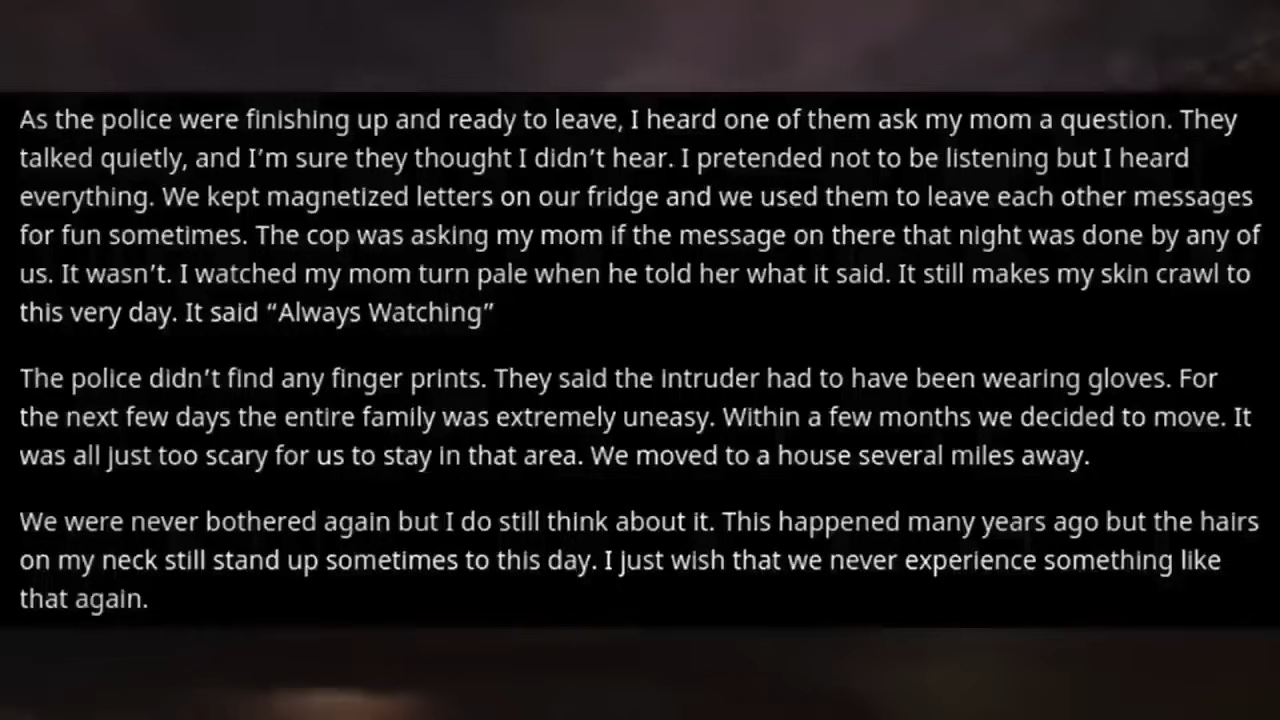 As the police were finishing up and ready to leave, I heard one of them ask my mom a question. They
talked quietly, and I’m sure they thought I didn’t hear. I pretended not to be listening but I heard
everything. We kept magnetized letters on our fridge and we used them to leave each other messages
for fun sometimes. The cop was asking my mom if the message on there that night was done by any of
us. It wasn’t. I watched my mom turn pale when he told her what it said. It still makes my skin crawl to
this very day. It said “Always Watching”
The police didn’t find any finger prints. They said the intruder had to have been wearing gloves. For
the next few days the entire family was extremely uneasy. Within a few months we decided to move. It
was all just too scary for us to stay in that area. We moved to a house several miles away.
We were never bothered again but I do still think about it. This happened many years ago but the hairs
on my neck still stand up sometimes to this day. I just wish that we never experience something like
that again.